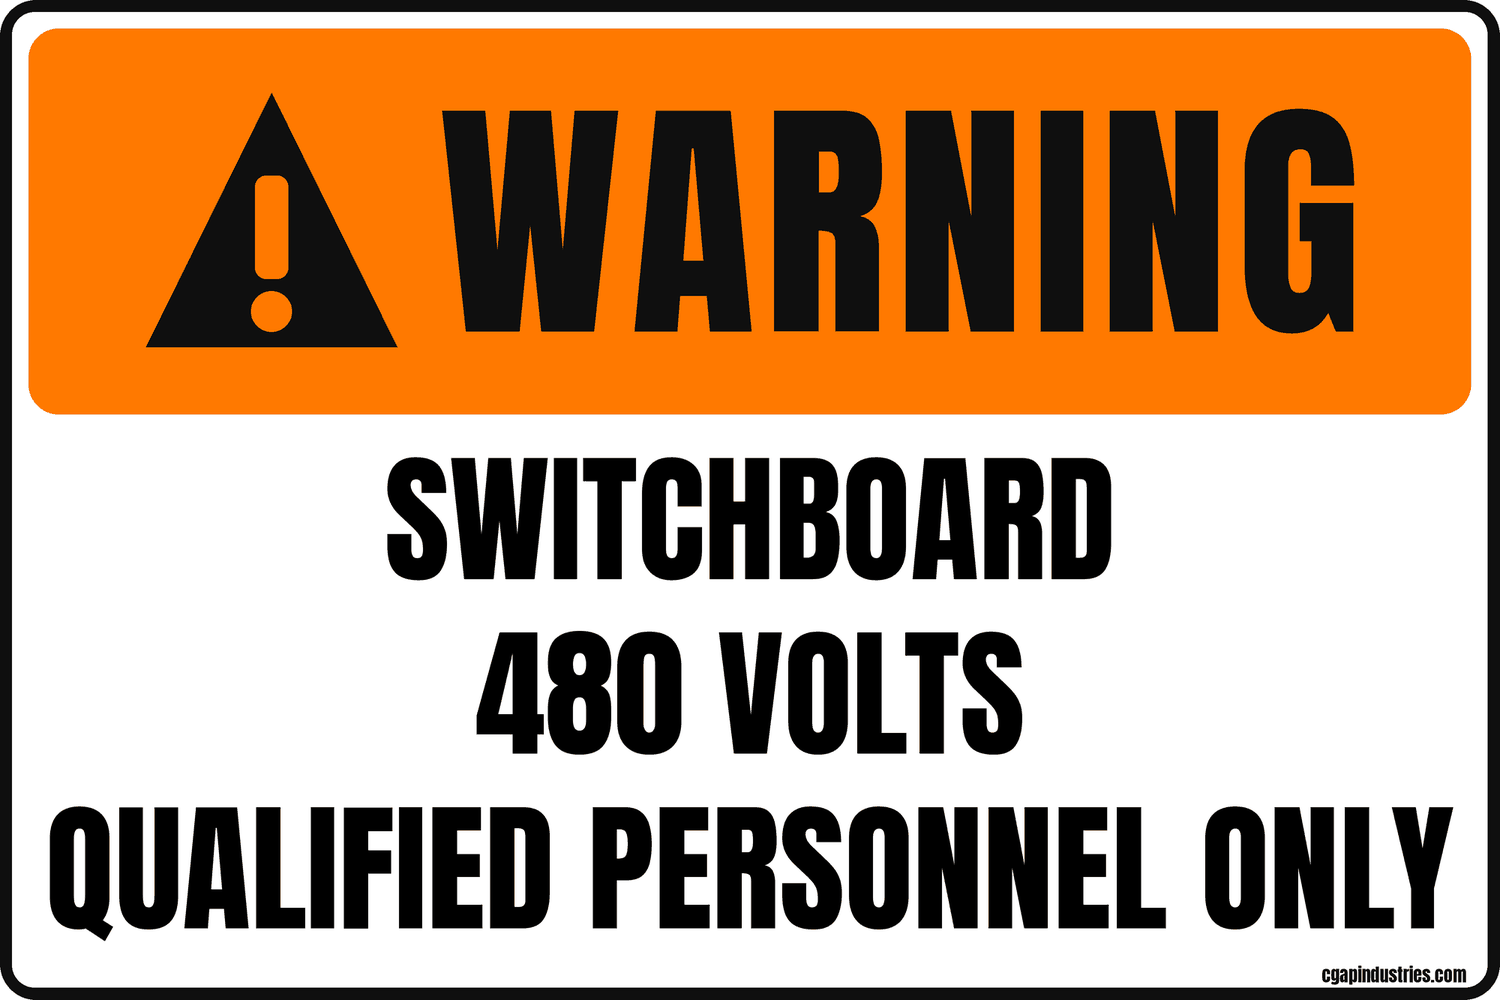 WARNING
SWITCHBOARD
480 VOLTS
QUALIFIED PERSONNEL ONLY
cgapindustries.com